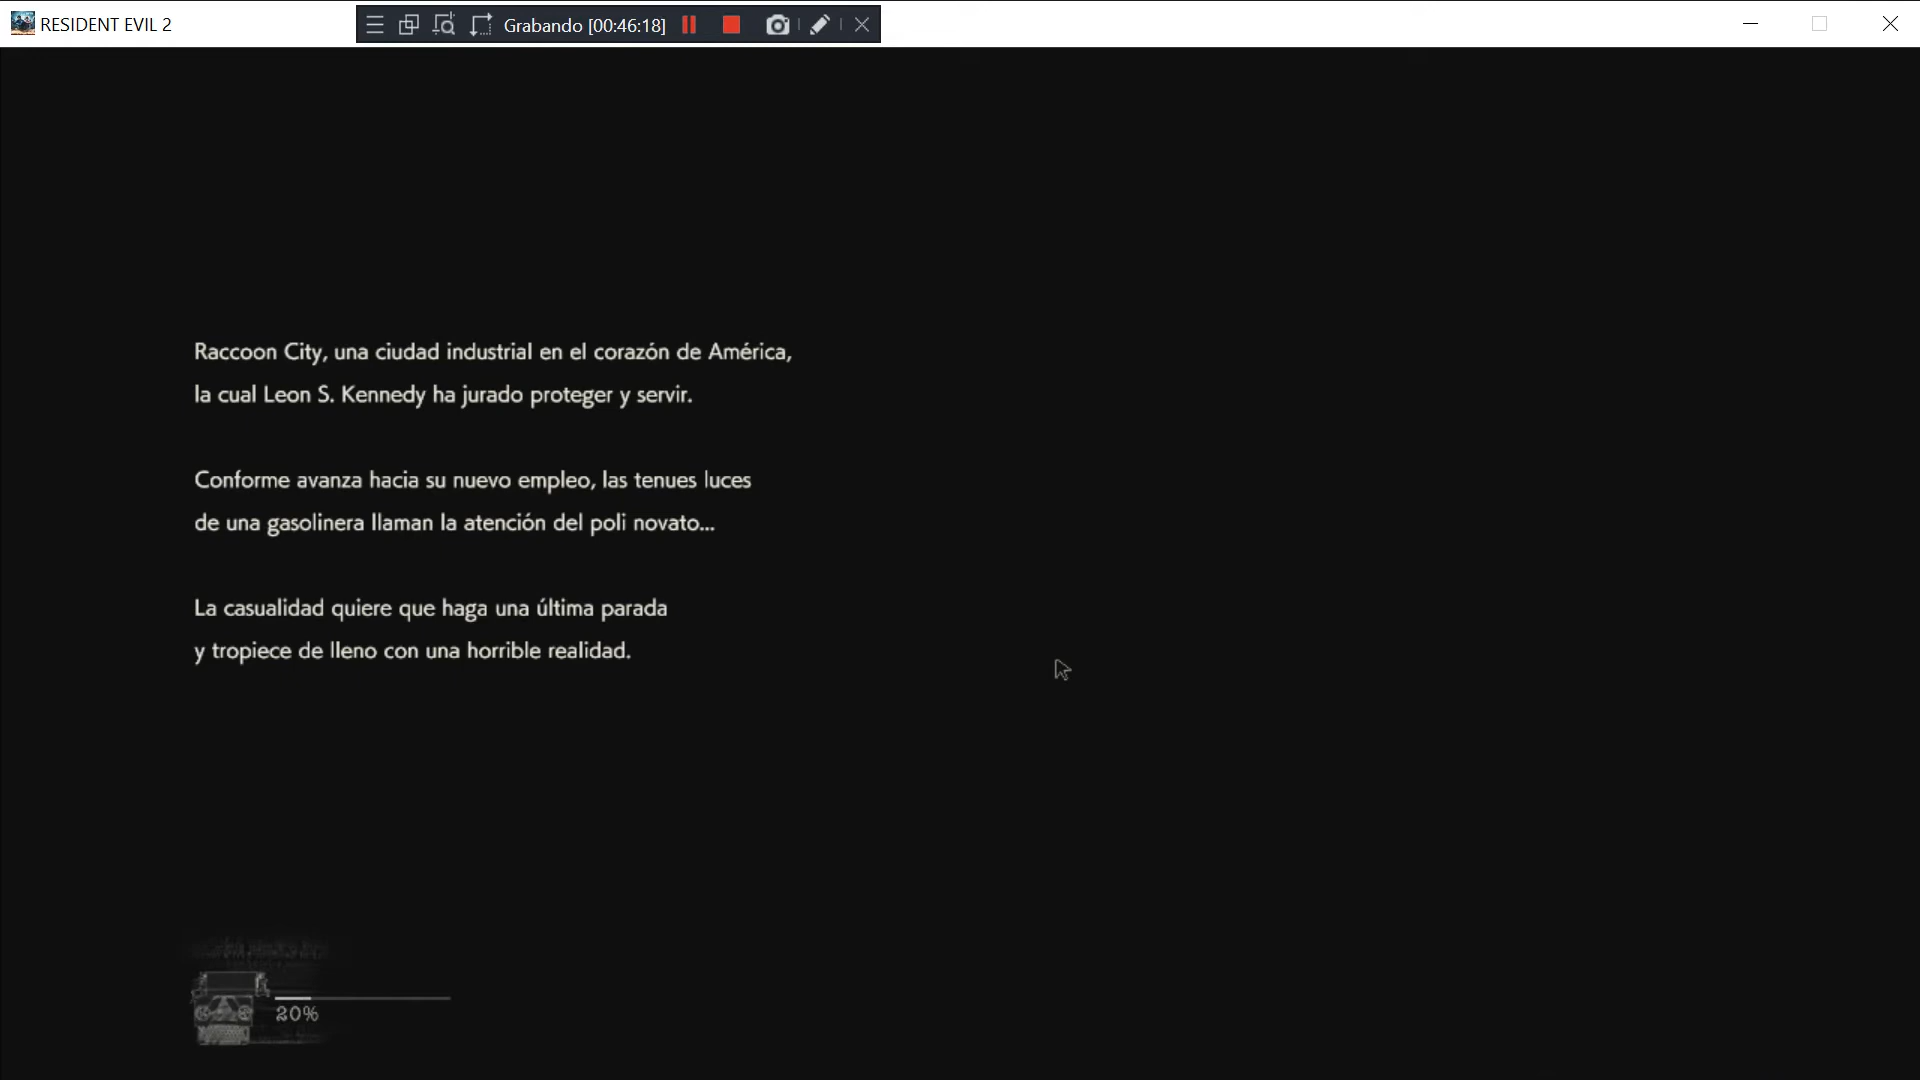 RESIDENT EVIL 2
Grabando [00:46:18]
Raccoon City, una ciudad industrial en el corazón de América,
la cual Leon S. Kennedy ha jurado proteger y servir.
Conforme avanza hacia su nuevo empleo, las tenues luces
de una gasolinera llaman la atención del poli novato...
La casualidad quiere que haga una última parada
y tropiece de lleno con una horrible realidad.
20%